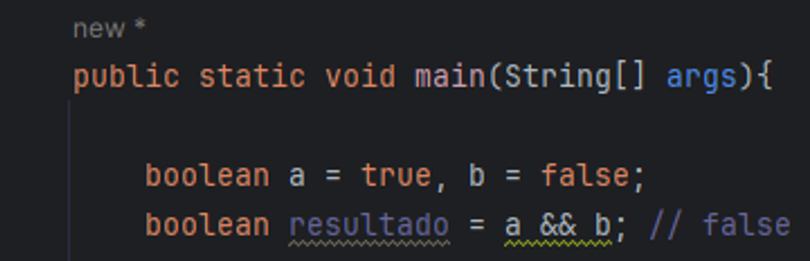 new *
public static void main(String[] args){
boolean a = true, b = false;
boolean resultado = a && b; // false